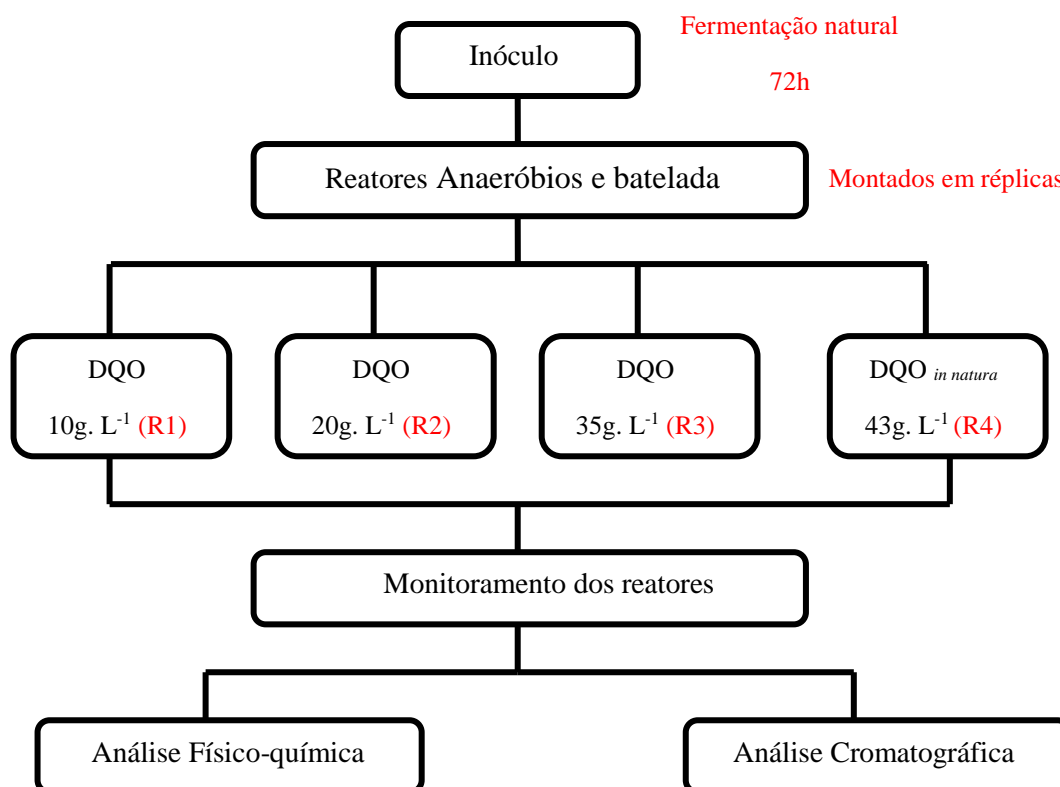 Fermentação natural
Inóculo
72h
Reatores Anaeróbios e batelada
Montados em réplicas
DQO
10g. L⁻¹ (R1)
DQO
20g. L⁻¹ (R2)
DQO
35g. L⁻¹ (R3)
DQO in natura
43g. L⁻¹ (R4)
Monitoramento dos reatores
Análise Físico-química
Análise Cromatográfica